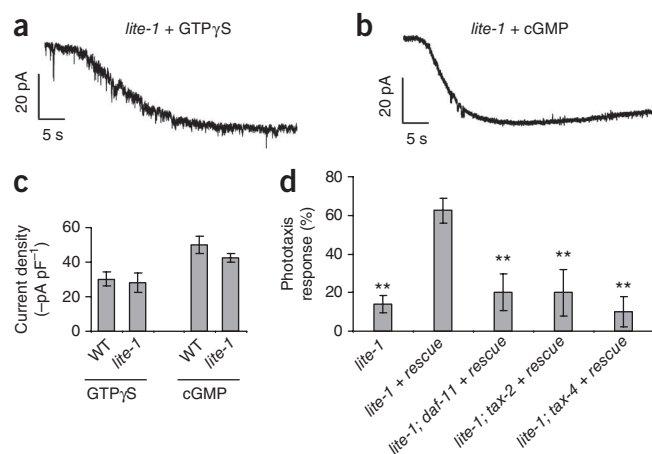 a
lite-1 + GTPγS
20 pA
5 s
b
lite-1 + cGMP
20 pA
5 s
c
Current density
(–pA pF⁻¹)
60
40
20
0
WT
lite-1
WT
lite-1
GTPγS
cGMP
d
Phototaxis
response (%)
80
60
40
20
0
**
**
**
**
lite-1
lite-1 + rescue
lite-1; daf-11 + rescue
lite-1; tax-2 + rescue
lite-1; tax-4 + rescue